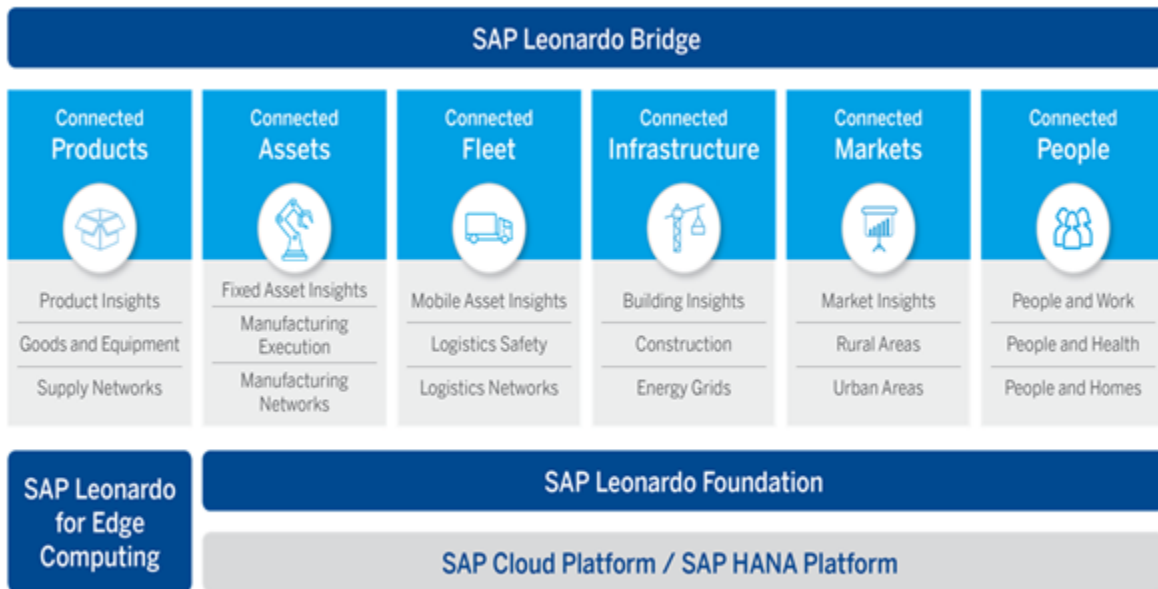 SAP Leonardo Bridge
Connected
Products
Product Insights
Goods and Equipment
Supply Networks
Connected
Assets
Fixed Asset Insights
Manufacturing
Execution
Manufacturing
Networks
Connected
Fleet
Mobile Asset Insights
Logistics Safety
Logistics Networks
Connected
Infrastructure
Building Insights
Construction
Energy Grids
Connected
Markets
Market Insights
Rural Areas
Urban Areas
Connected
People
People and Work
People and Health
People and Homes
SAP Leonardo
for Edge
Computing
SAP Leonardo Foundation
SAP Cloud Platform / SAP HANA Platform